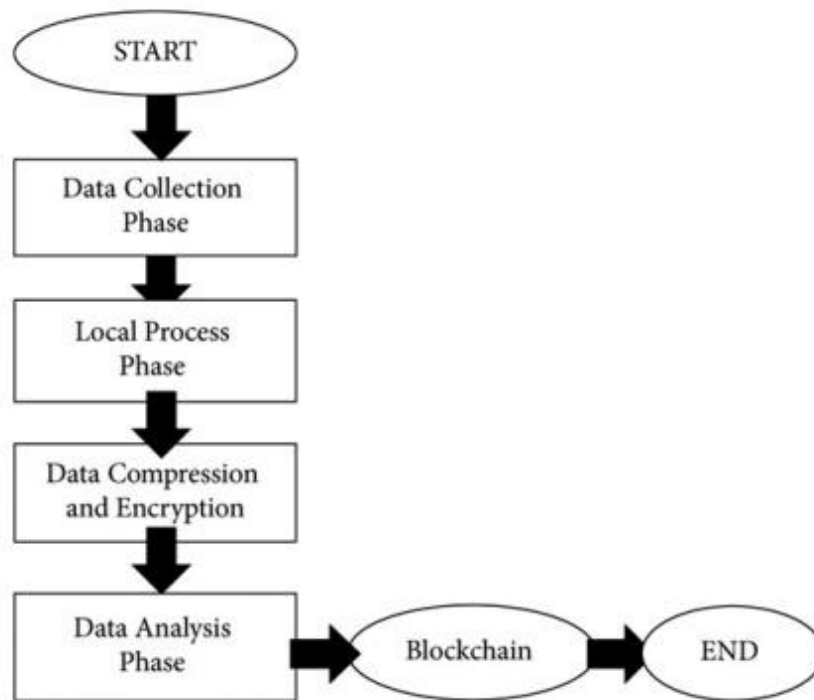 START
Data Collection
Phase
Local Process
Phase
Data Compression
and Encryption
Data Analysis
Phase
Blockchain
END